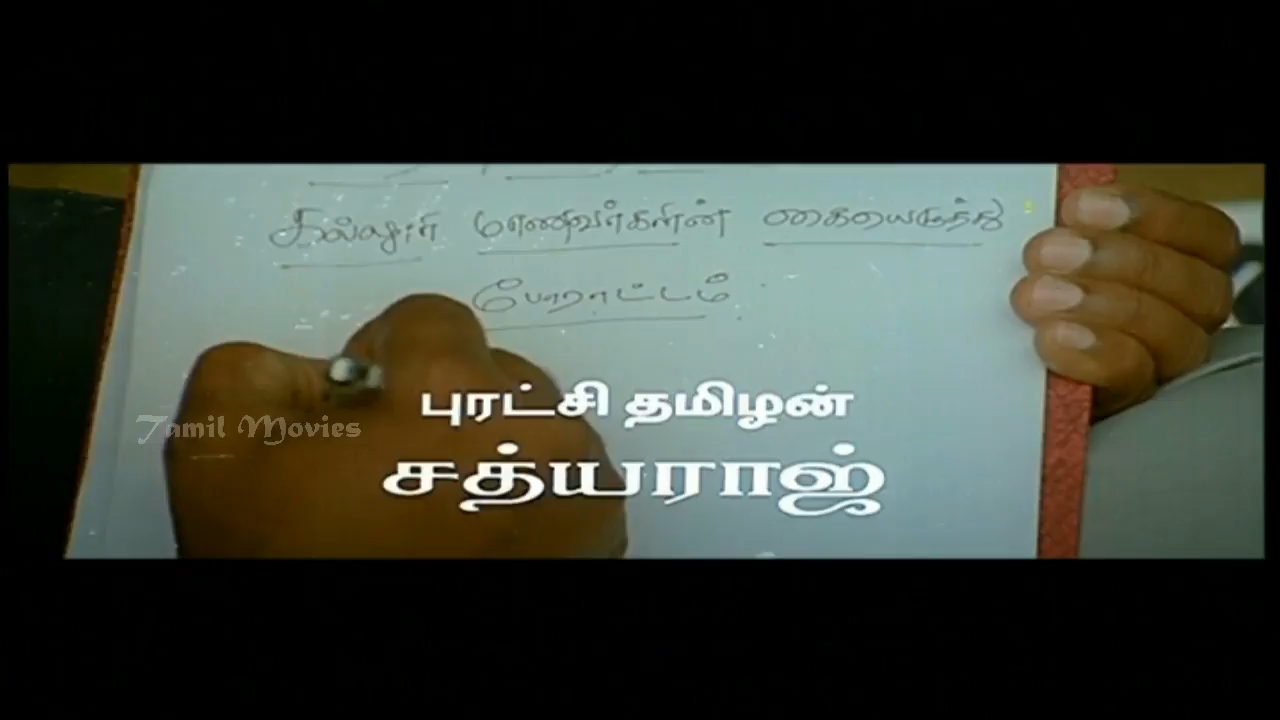 கல்லூரி மாணவர்களின் கையெழுத்து
போராட்டம்
புரட்சி தமிழன்
Tamil Movies
சத்யராஜ்